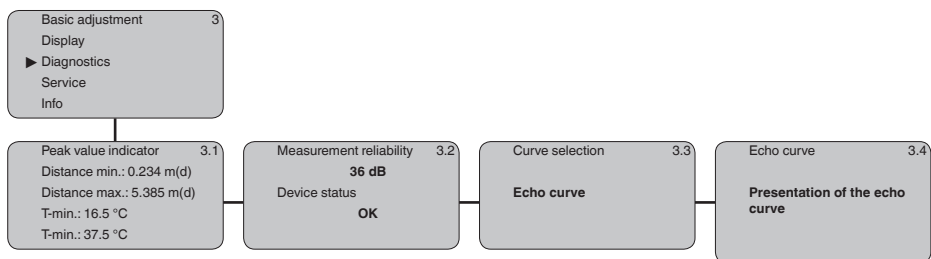 Basic adjustment 3
Display
Diagnostics
Service
Info
Peak value indicator 3.1
Distance min.: 0.234 m(d)
Distance max.: 5.385 m(d)
T-min.: 16.5 °C
T-min.: 37.5 °C
Measurement reliability 3.2
36 dB
Device status
OK
Curve selection 3.3
Echo curve
Echo curve 3.4
Presentation of the echo
curve